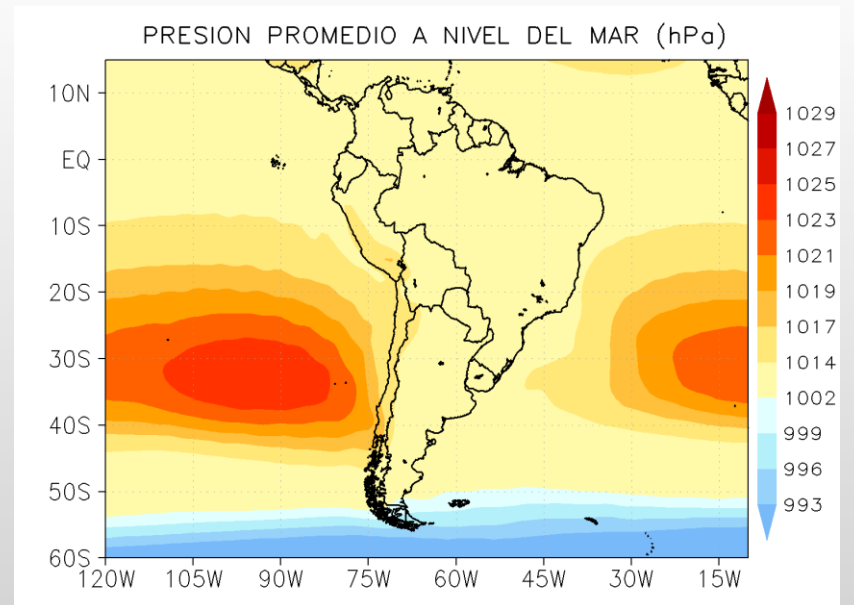 PRESION PROMEDIO A NIVEL DEL MAR (hPa)
10N
EQ
10S
20S
30S
40S
50S
60S
120W 105W 90W 75W 60W 45W 30W 15W
1029
1027
1025
1023
1021
1019
1017
1014
1002
999
996
993